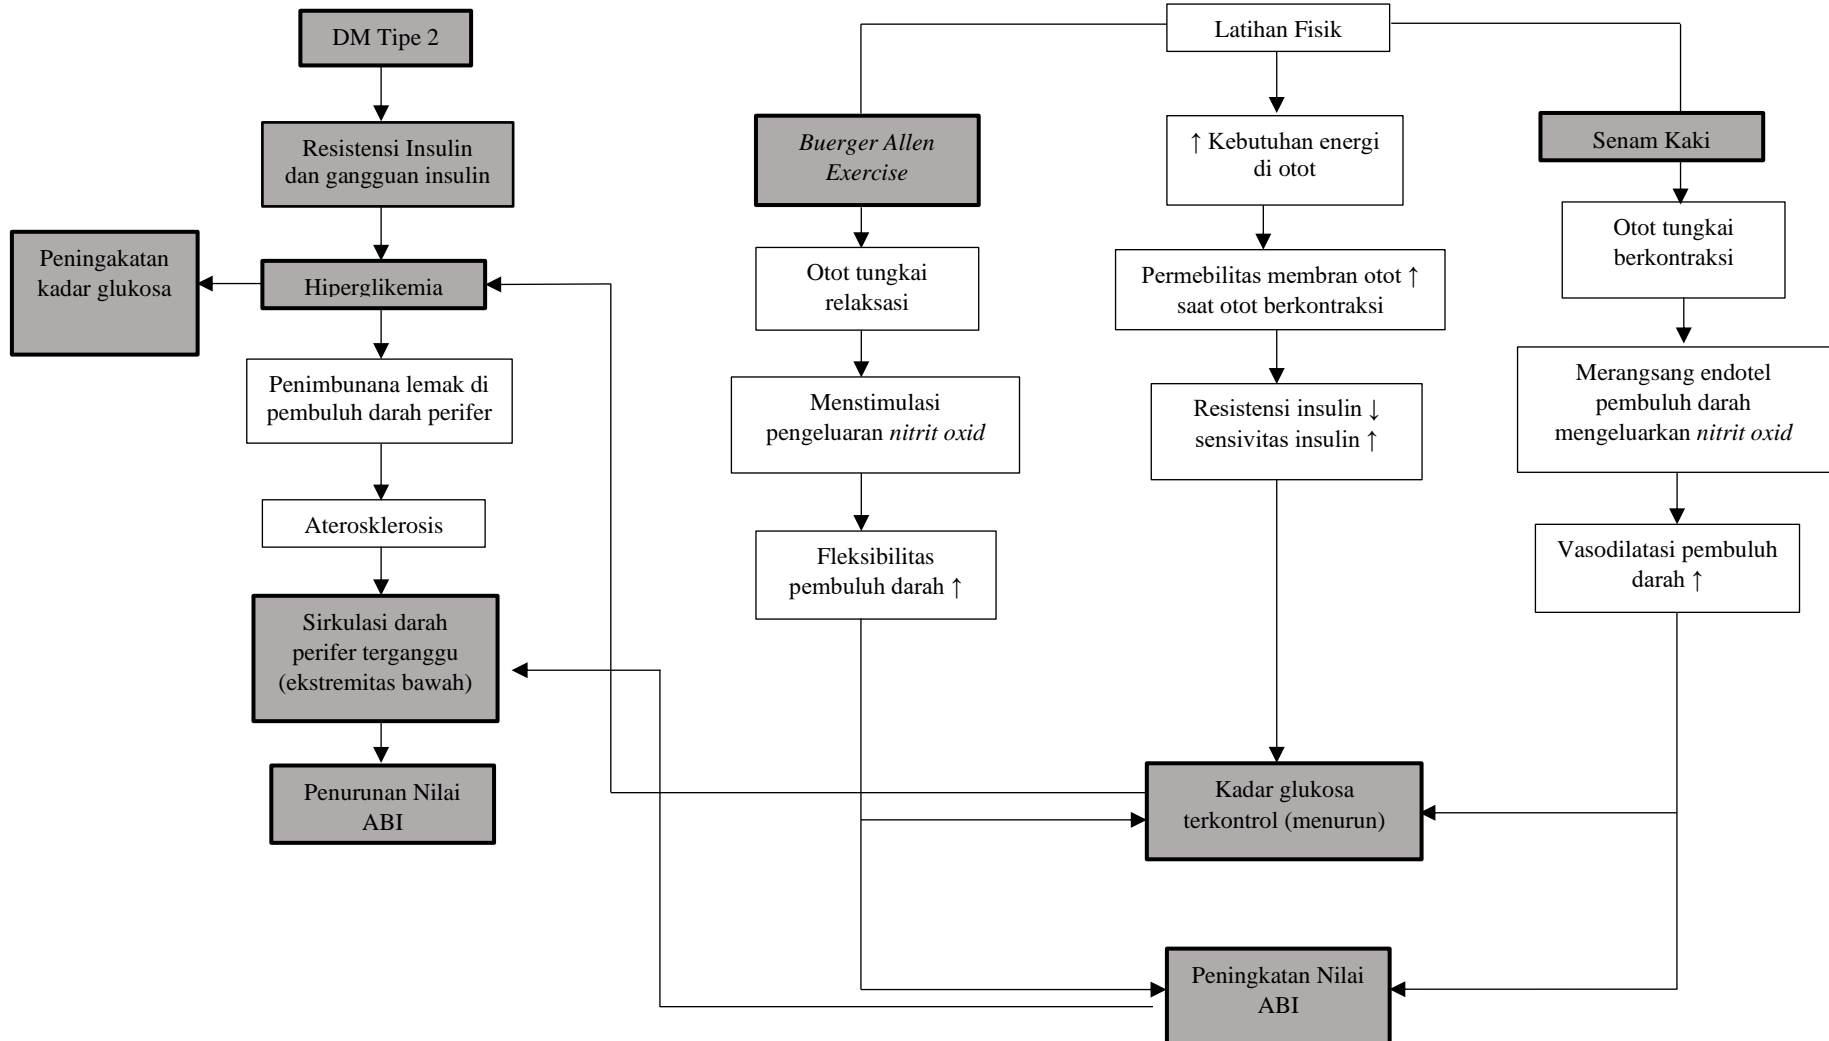 DM Tipe 2
Resistensi Insulin
dan gangguan insulin
Peningakatan
kadar glukosa
Hiperglikemia
Penimbunana lemak di
pembuluh darah perifer
Aterosklerosis
Sirkulasi darah
perifer terganggu
(ekstremitas bawah)
Penurunan Nilai
ABI
Latihan Fisik
Buerger Allen
Exercise
Otot tungkai
relaksasi
Menstimulasi
pengeluaran nitrit oxid
Fleksibilitas
pembuluh darah ↑
↑ Kebutuhan energi
di otot
Permebilitas membran otot ↑
saat otot berkontraksi
Resistensi insulin ↓
sensivitas insulin ↑
Senam Kaki
Otot tungkai
berkontraksi
Merangsang endotel
pembuluh darah
mengeluarkan nitrit oxid
Vasodilatasi pembuluh
darah ↑
Kadar glukosa
terkontrol (menurun)
Peningkatan Nilai
ABI